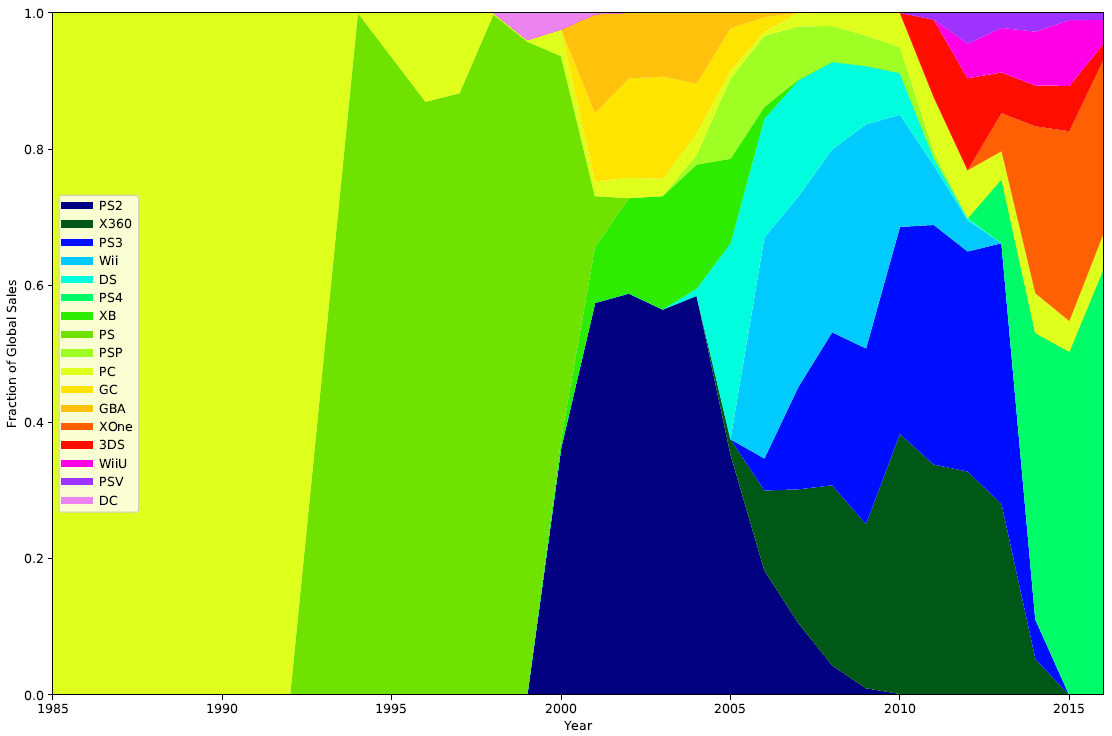 1.0
0.8
0.6
0.4
0.2
0.0
Fraction of Global Sales
PS2
X360
PS3
Wii
DS
PS4
XB
PS
PSP
PC
GC
GBA
XOne
3DS
WiiU
PSV
DC
1985 1990 1995 2000 2005 2010 2015
Year